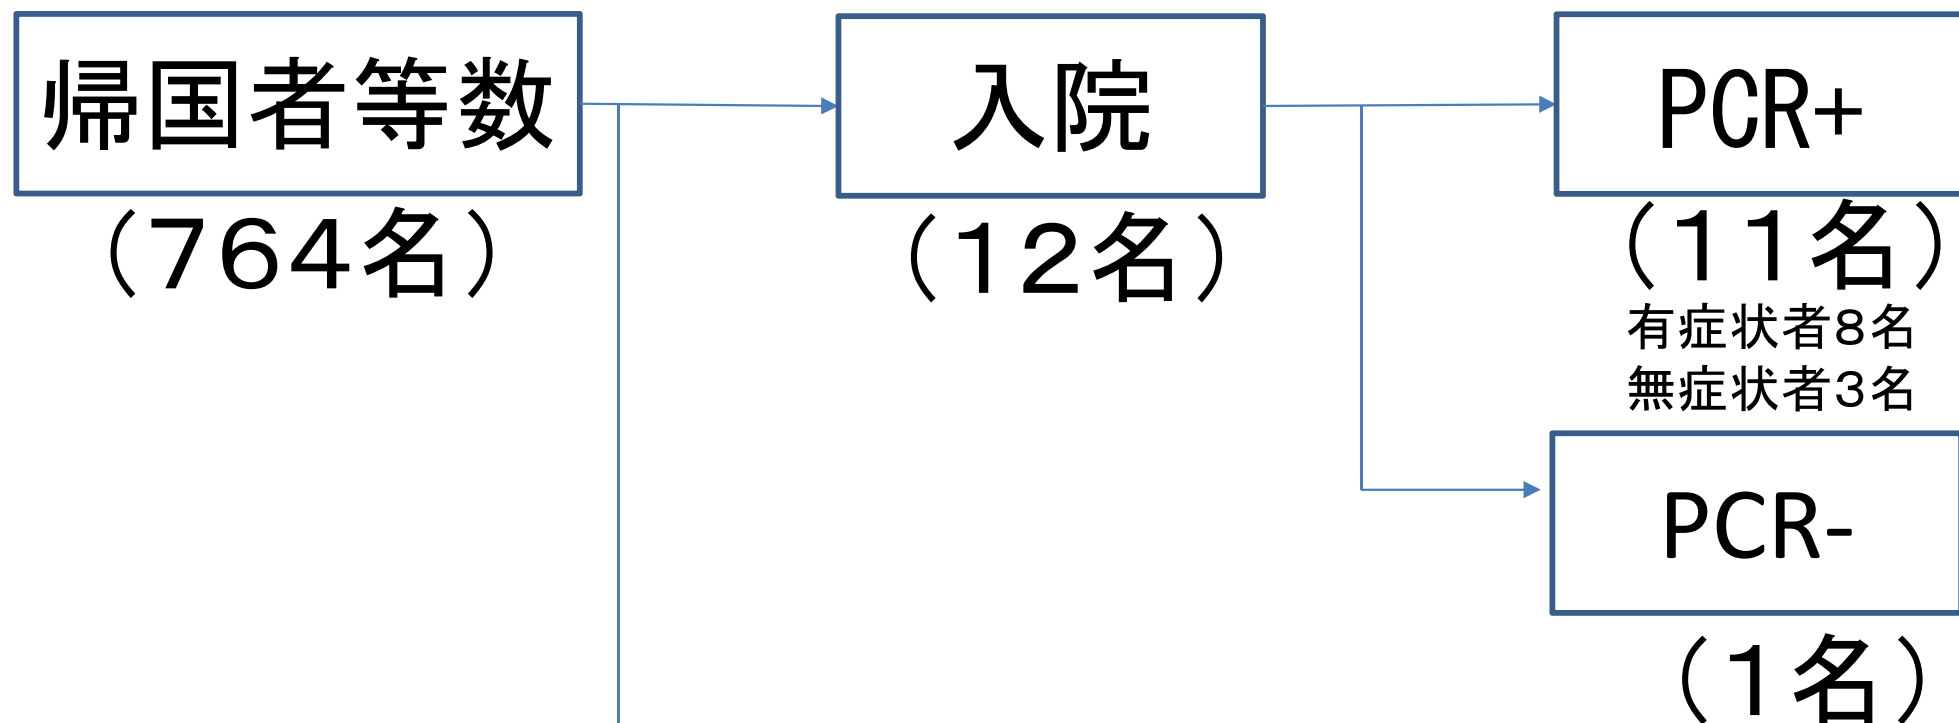 帰国者等数
（７６４名）
入院
（１２名）
PCR+
（１１名）
有症状者８名
無症状者３名
PCR-
（１名）